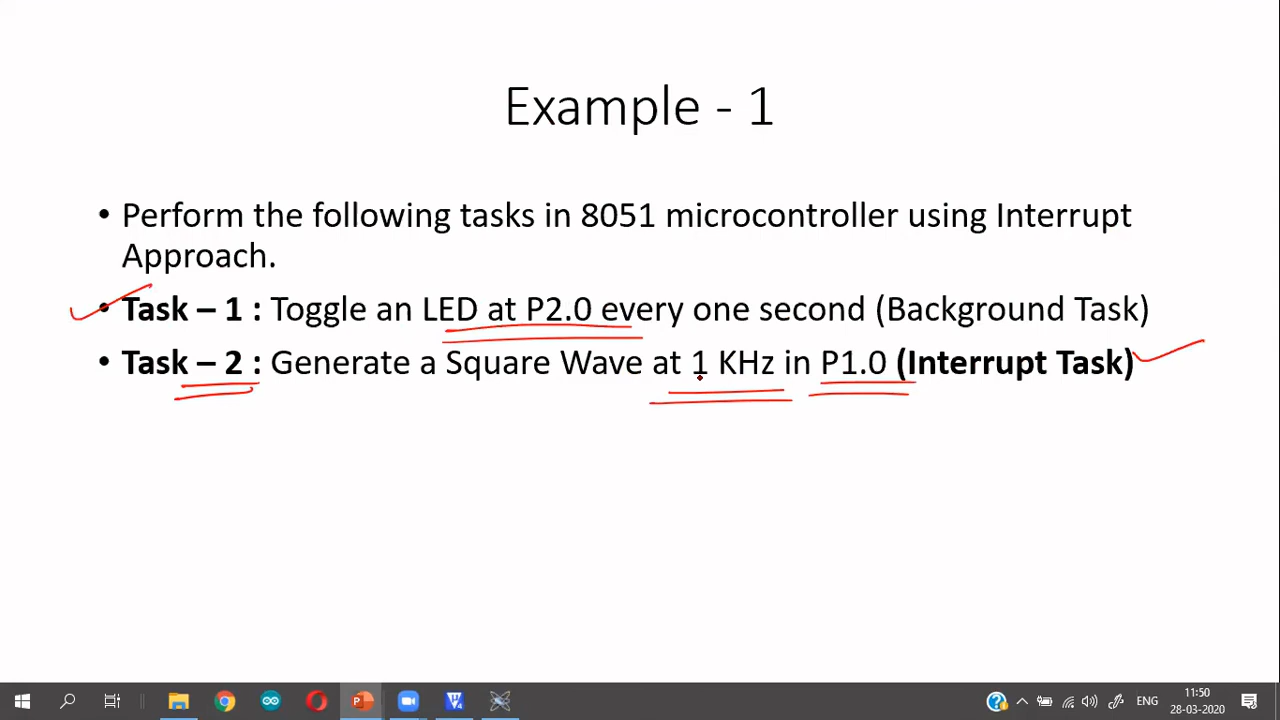 Example - 1
• Perform the following tasks in 8051 microcontroller using Interrupt
Approach.
• Task – 1 : Toggle an LED at P2.0 every one second (Background Task)
• Task – 2 : Generate a Square Wave at 1 KHz in P1.0 (Interrupt Task)
ENG
11:50
28-03-2020